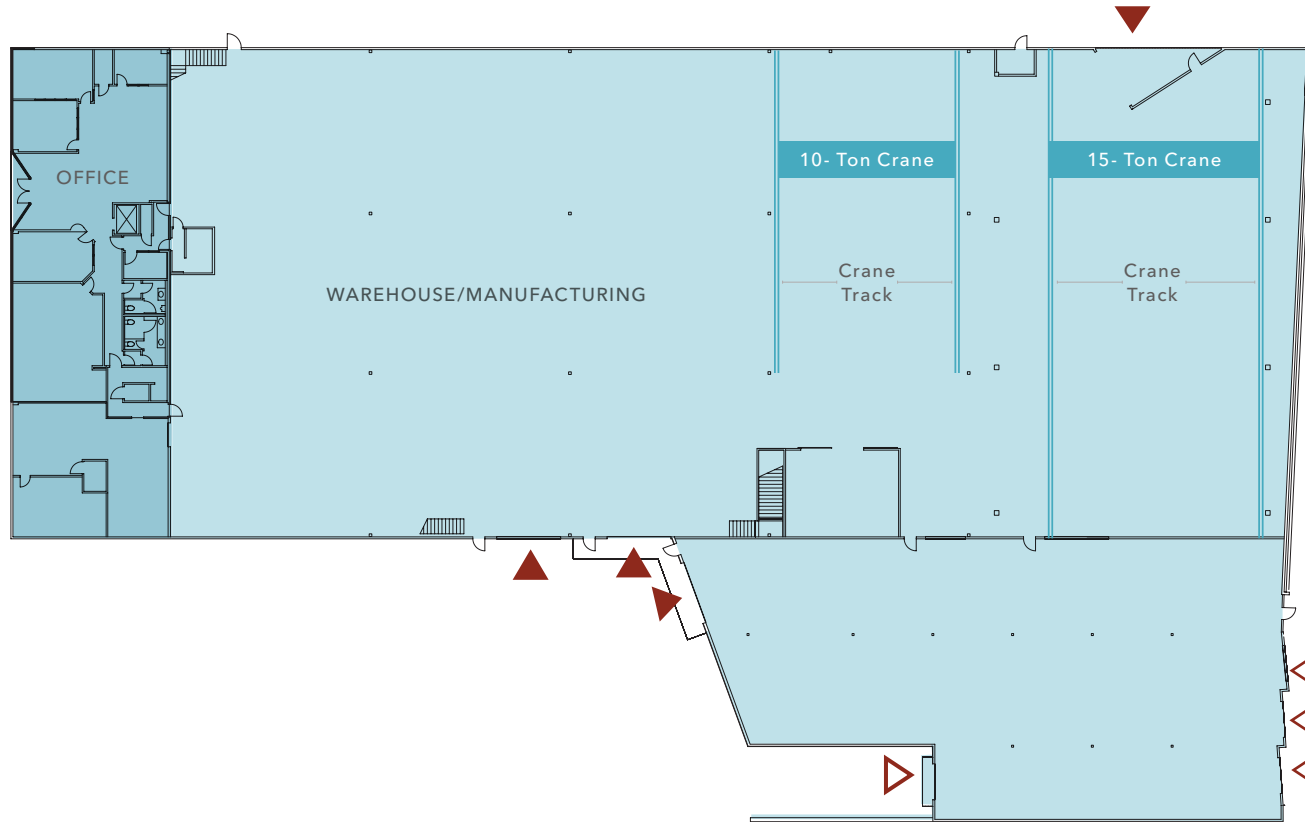 10- Ton Crane
15- Ton Crane
OFFICE
WAREHOUSE/MANUFACTURING
Crane
Track
Crane
Track